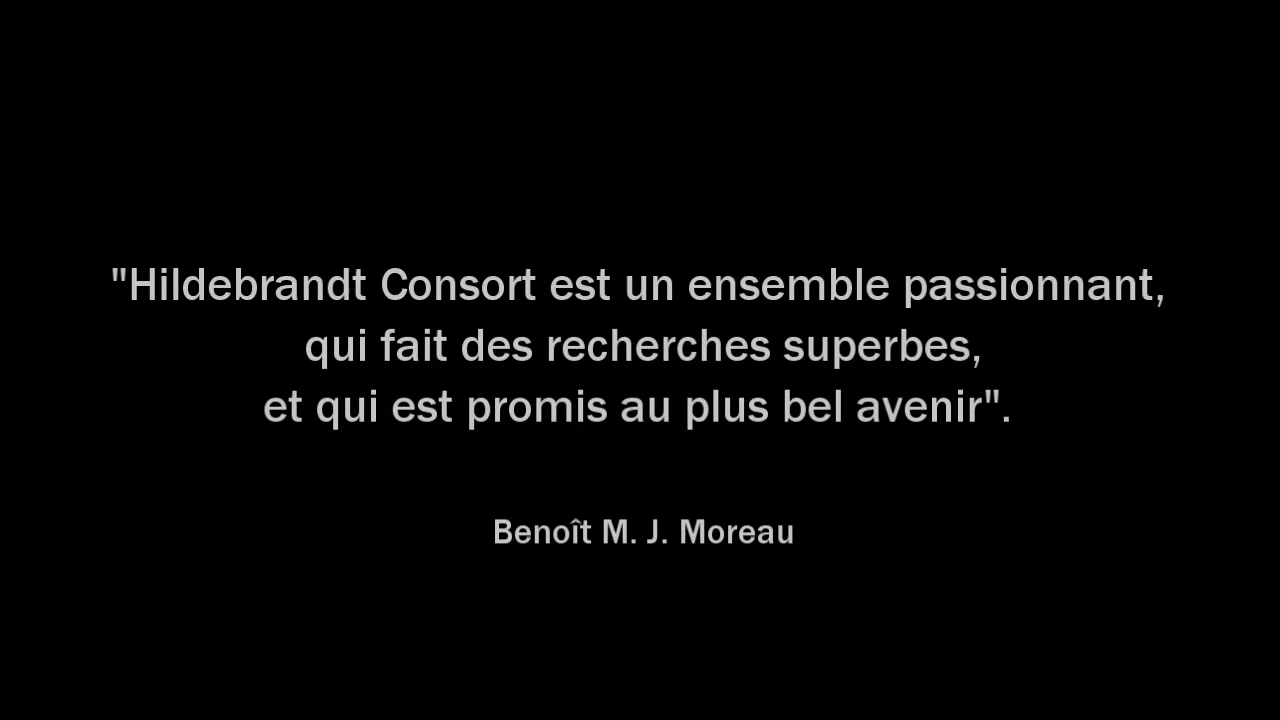 "Hildebrandt Consort est un ensemble passionnant,
qui fait des recherches superbes,
et qui est promis au plus bel avenir".
Benoît M. J. Moreau